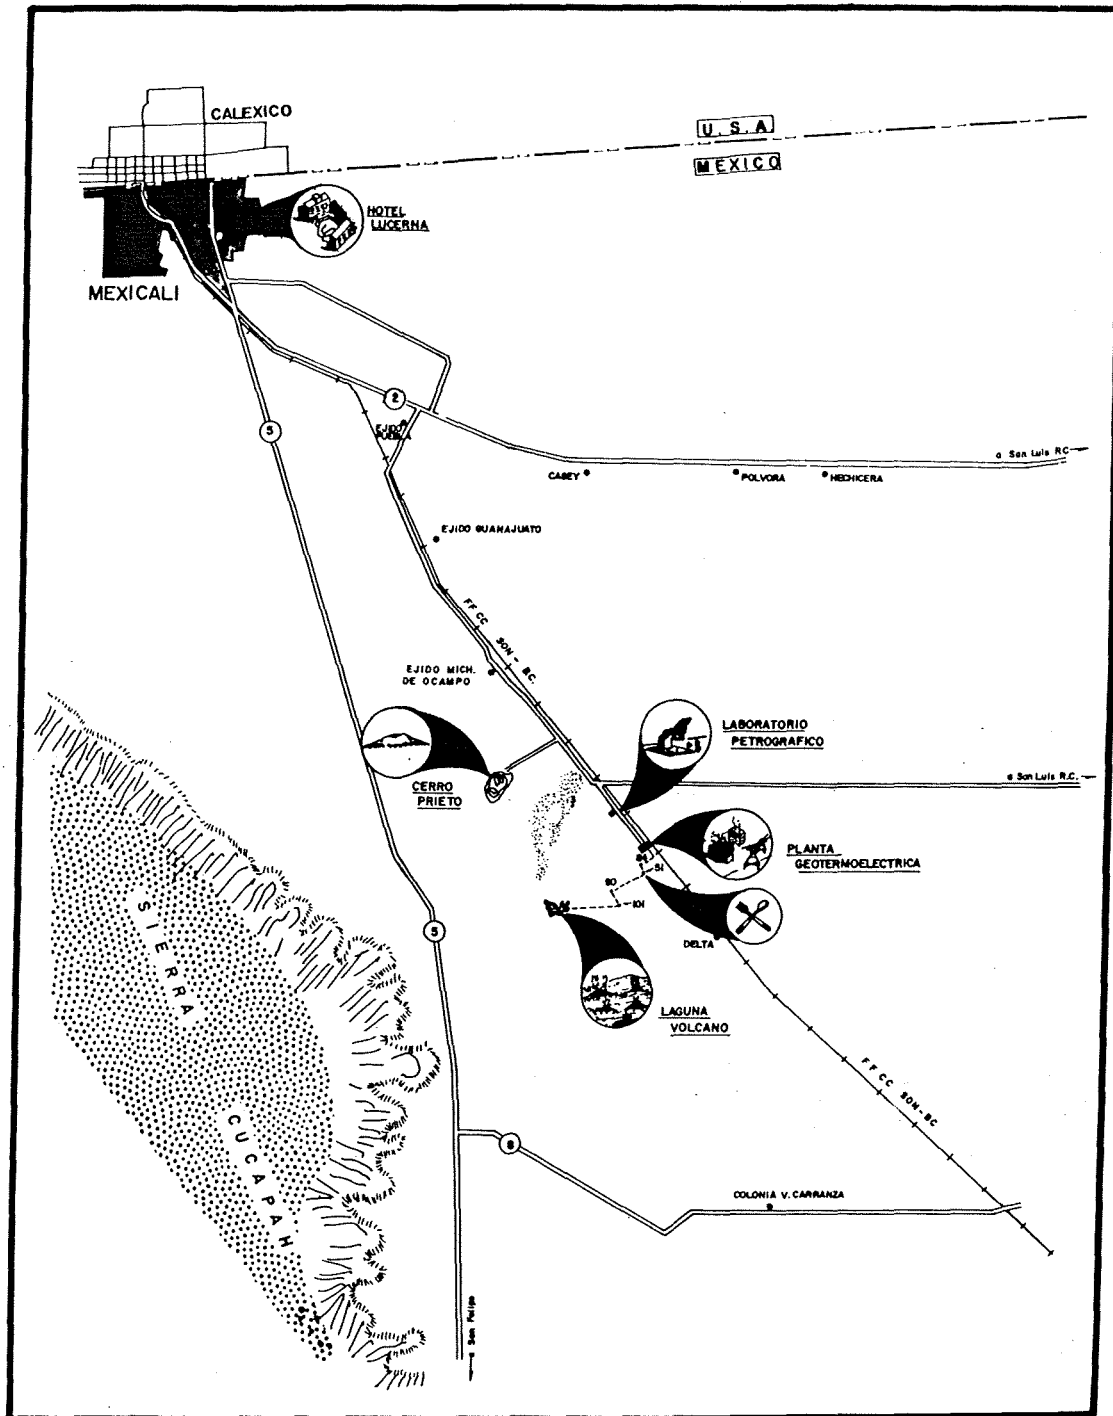 CALEXICO
U.S.A
MEXICO
HOTEL
LUCERNA
MEXICALI
2
5
EJIDO
PUEBLA
a San Luis R.C
CASEY
POLVORA
HECHICERA
EJIDO GUANAJUATO
FFCC SON-BC.
EJIDO MICH.
DE OCAMPO
LABORATORIO
PETROGRAFICO
CERRO
PRIETO
a San Luis R.C.
PLANTA
GEOTERMOELECTRICA
51
90
101
5
DELTA
LAGUNA
VOLCANO
SIERRA
CUCAPAH
FFCC SON-BC
8
COLONIA V. CARRANZA
a San Felipe